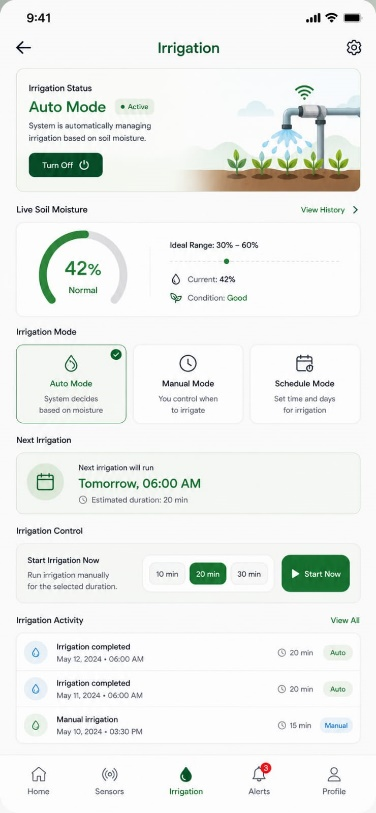 9:41
Irrigation
Irrigation Status
Auto Mode
Active
System is automatically managing
irrigation based on soil moisture.
Turn Off
Live Soil Moisture
View History
42%
Normal
Ideal Range: 30% – 60%
Current: 42%
Condition: Good
Irrigation Mode
Auto Mode
System decides
based on moisture
Manual Mode
You control when
to irrigate
Schedule Mode
Set time and days
for irrigation
Next Irrigation
Next irrigation will run
Tomorrow, 06:00 AM
Estimated duration: 20 min
Irrigation Control
Start Irrigation Now
Run irrigation manually
for the selected duration.
10 min
20 min
30 min
Start Now
Irrigation Activity
View All
Irrigation completed
May 12, 2024 • 06:00 AM
20 min
Auto
Irrigation completed
May 11, 2024 • 06:00 AM
20 min
Auto
Manual irrigation
May 10, 2024 • 03:30 PM
15 min
Manual
Home
Sensors
Irrigation
3
Alerts
Profile